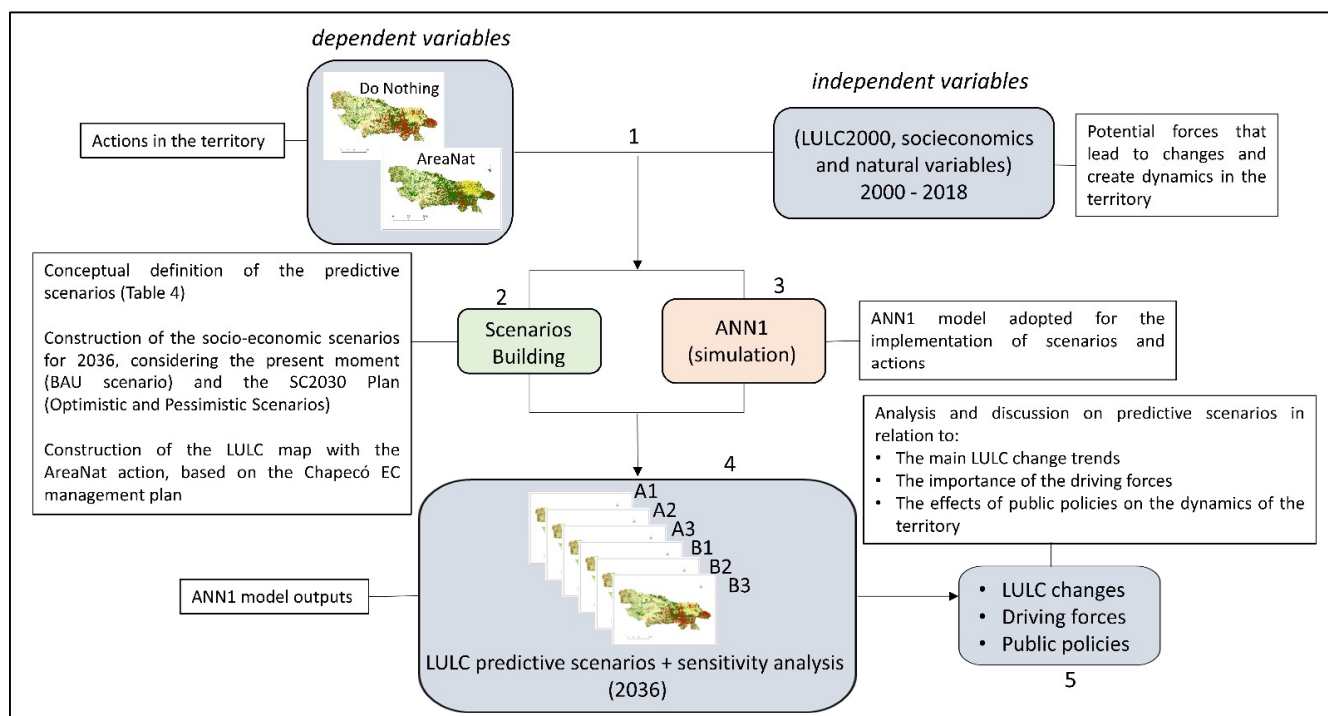 dependent variables
Do Nothing
AreaNat
Actions in the territory
1
independent variables
(LULC2000, socieconomics
and natural variables)
2000 - 2018
Potential forces that
lead to changes and
create dynamics in the
territory
Conceptual definition of the predictive
scenarios (Table 4)
Construction of the socio-economic scenarios
for 2036, considering the present moment
(BAU scenario) and the SC2030 Plan
(Optimistic and Pessimistic Scenarios)
Construction of the LULC map with the
AreaNat action, based on the Chapecó EC
management plan
2
Scenarios
Building
3
ANN1
(simulation)
ANN1 model adopted for the
implementation of scenarios and
actions
Analysis and discussion on predictive scenarios in
relation to:
• The main LULC change trends
• The importance of the driving forces
• The effects of public policies on the dynamics of the
territory
4
A1
A2
A3
B1
B2
B3
ANN1 model outputs
LULC predictive scenarios + sensitivity analysis
(2036)
• LULC changes
• Driving forces
• Public policies
5